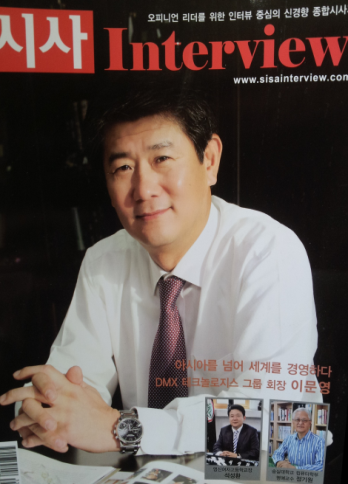 오피니언 리더를 위한 인터뷰 중심의 신경향 종합시사
시사 Interview
www.sisainterview.com
아시아를 넘어 세계를 경영하다
DMX 테크놀로지스 그룹 회장 이문영